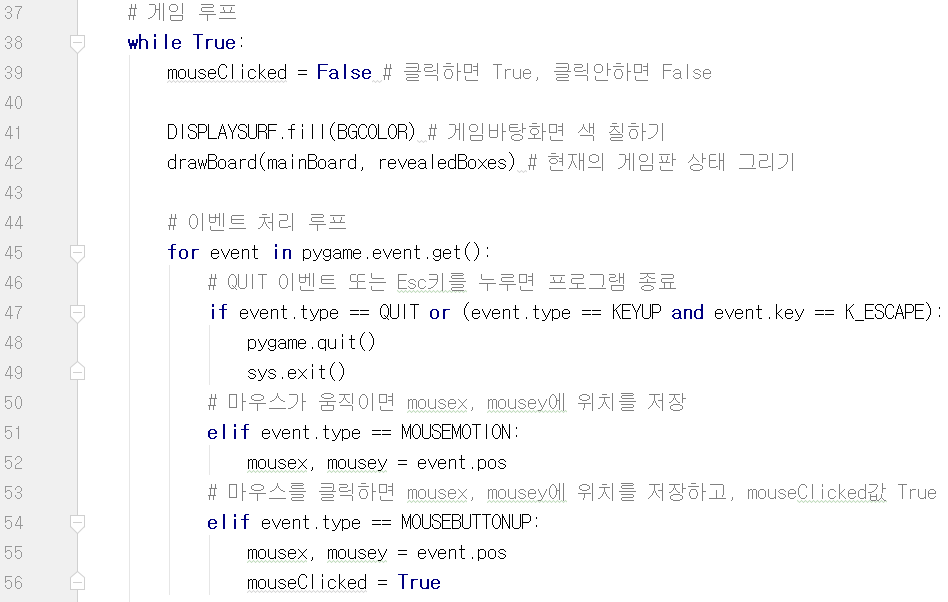 37 # 게임 루프
38 while True:
39 mouseClicked = False # 클릭하면 True, 클릭안하면 False
40
41 DISPLAYSURF.fill(BGCOLOR) # 게임바탕화면 색 칠하기
42 drawBoard(mainBoard, revealedBoxes) # 현재의 게임판 상태 그리기
43
44 # 이벤트 처리 루프
45 for event in pygame.event.get():
46 # QUIT 이벤트 또는 Esc키를 누루면 프로그램 종료
47 if event.type == QUIT or (event.type == KEYUP and event.key == K_ESCAPE):
48 pygame.quit()
49 sys.exit()
50 # 마우스가 움직이면 mousex, mousey에 위치를 저장
51 elif event.type == MOUSEMOTION:
52 mousex, mousey = event.pos
53 # 마우스를 클릭하면 mousex, mousey에 위치를 저장하고, mouseClicked값 True
54 elif event.type == MOUSEBUTTONUP:
55 mousex, mousey = event.pos
56 mouseClicked = True